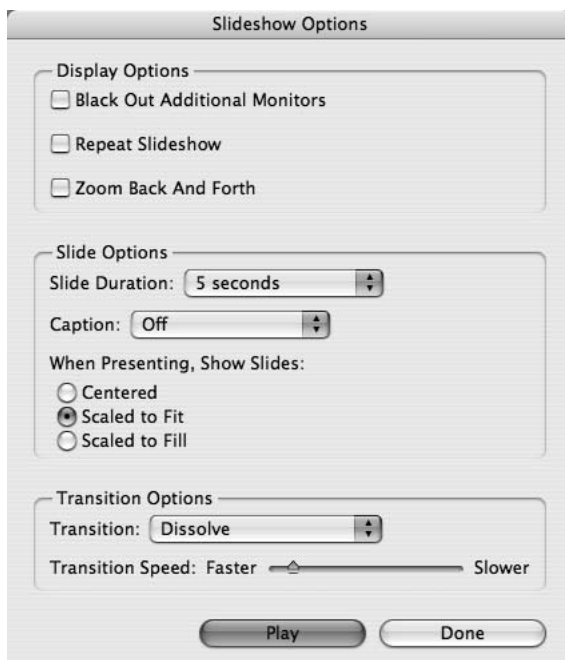 Slideshow Options
Display Options
Black Out Additional Monitors
Repeat Slideshow
Zoom Back And Forth
Slide Options
Slide Duration: 5 seconds
Caption: Off
When Presenting, Show Slides:
Centered
Scaled to Fit
Scaled to Fill
Transition Options
Transition: Dissolve
Transition Speed: Faster Slower
Play Done